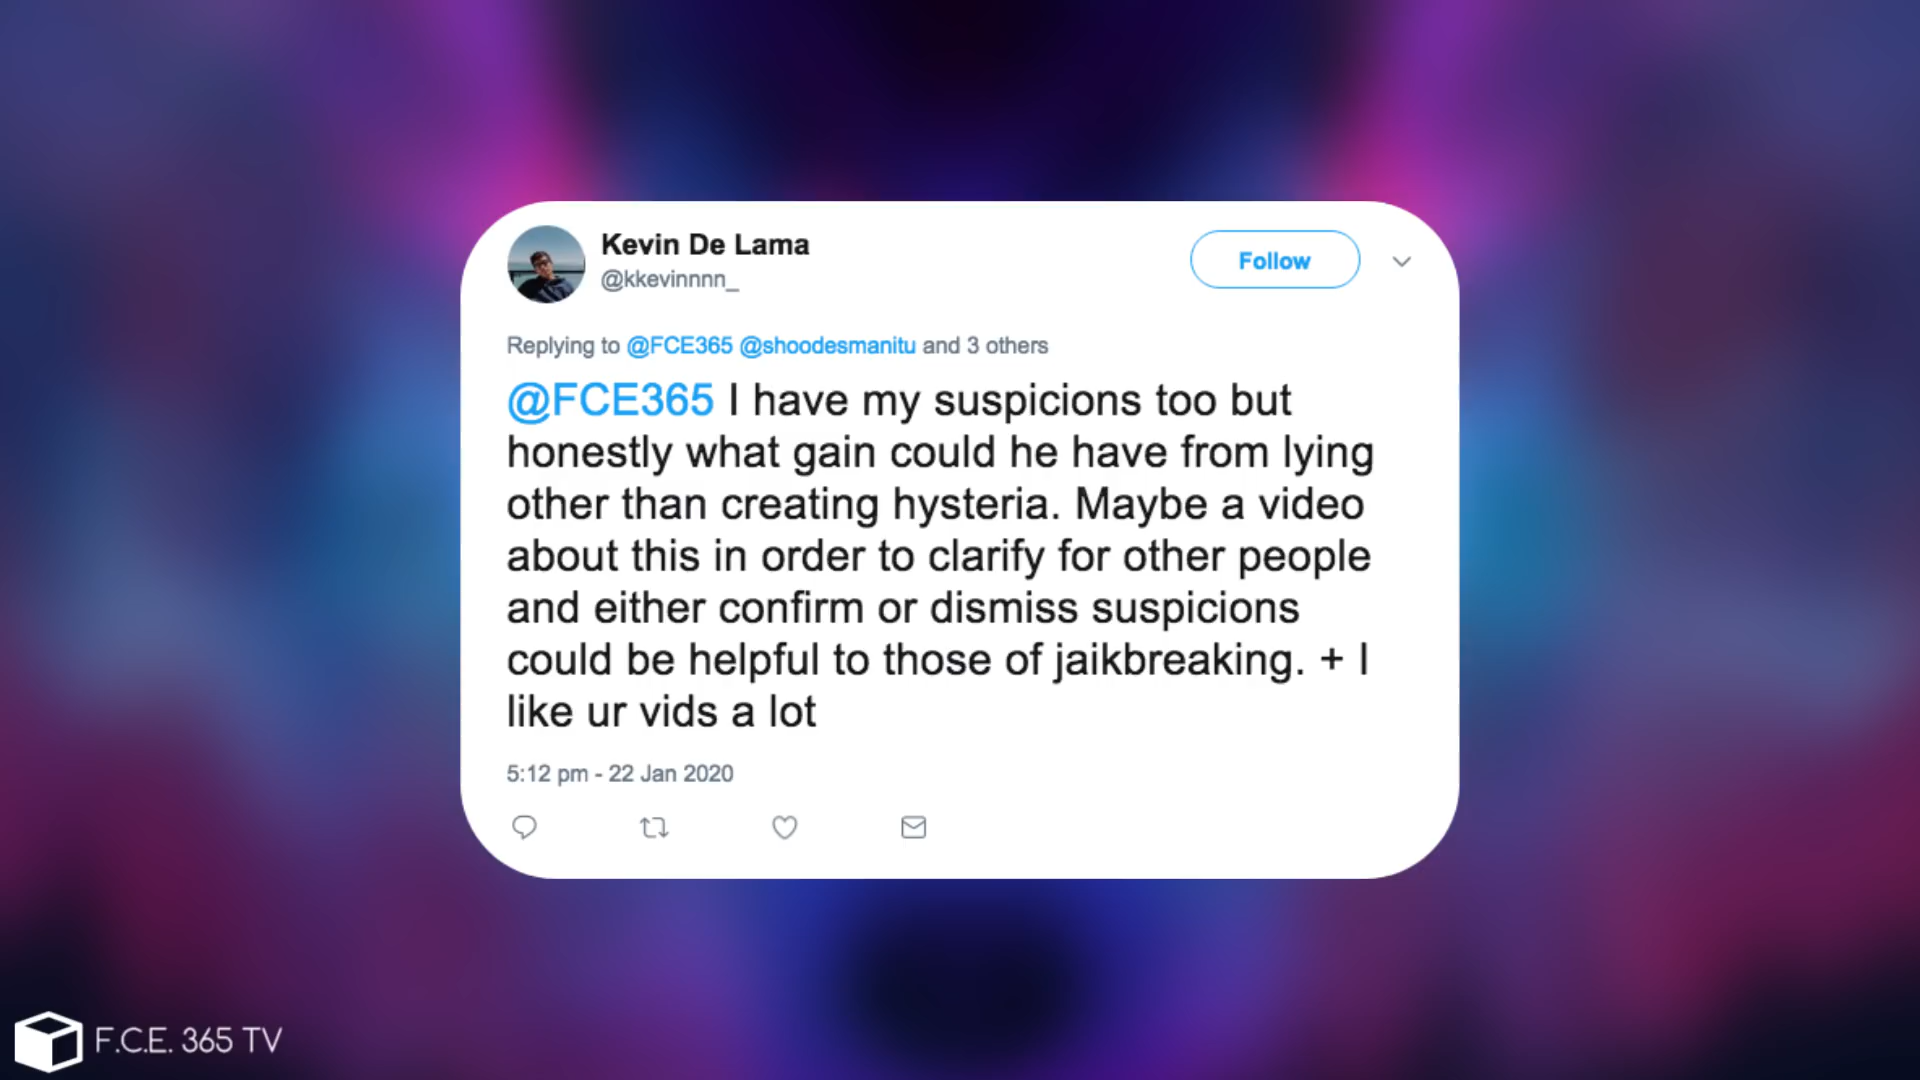 Kevin De Lama
@kkevinnnn_
Follow
Replying to @FCE365 @shoodesmanitu and 3 others
@FCE365 I have my suspicions too but
honestly what gain could he have from lying
other than creating hysteria. Maybe a video
about this in order to clarify for other people
and either confirm or dismiss suspicions
could be helpful to those of jaikbreaking. + I
like ur vids a lot
5:12 pm - 22 Jan 2020
F.C.E. 365 TV